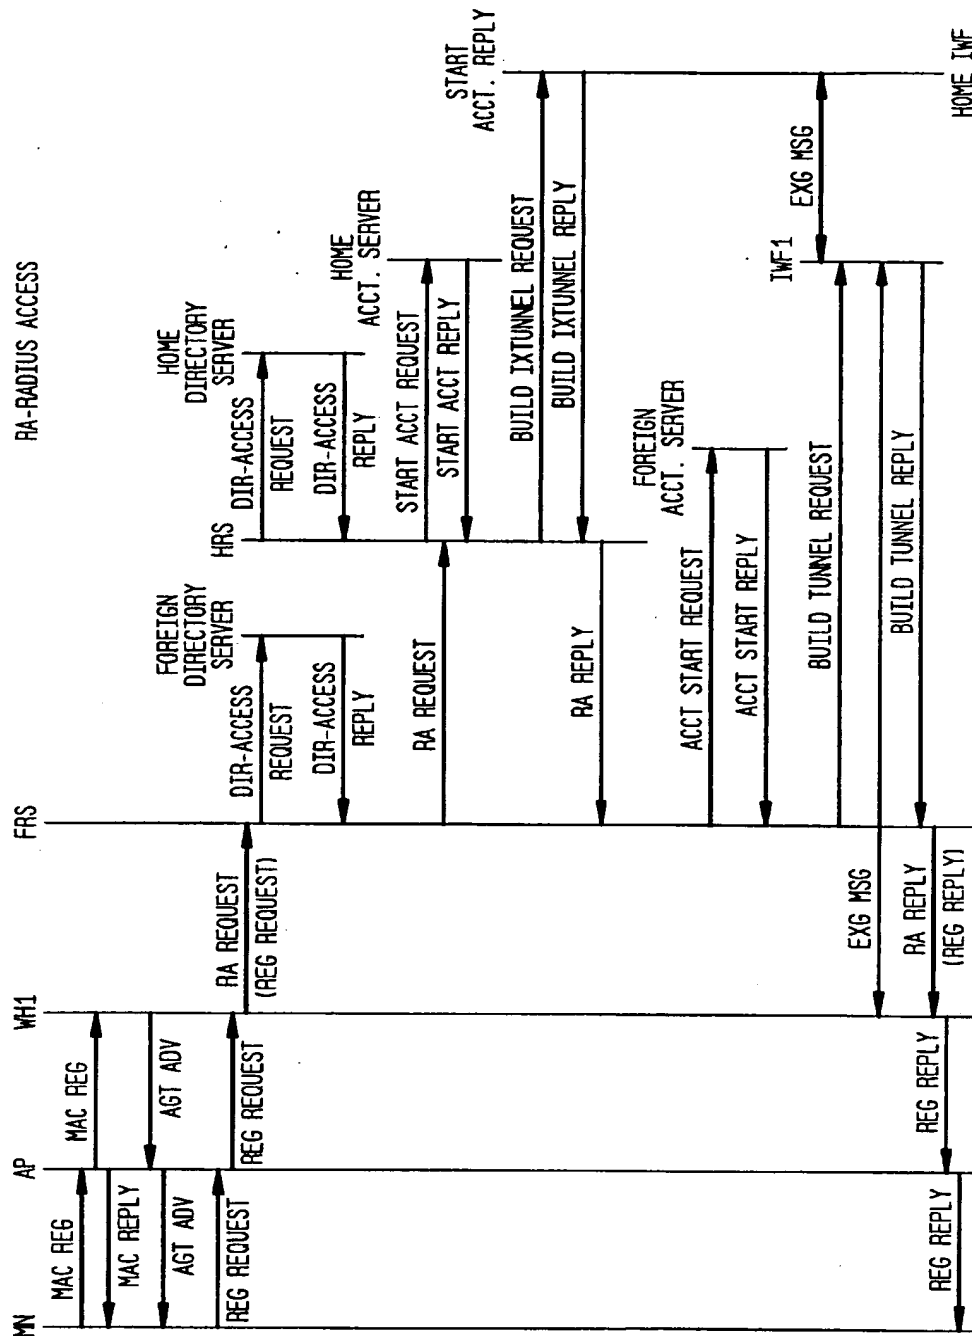 RA-RADIUS ACCESS
MN
AP
WH1
FRS
FOREIGN
DIRECTORY
SERVER
HRS
HOME
DIRECTORY
SERVER
HOME
ACCT. SERVER
START
ACCT. REPLY
MAC REG
MAC REG
MAC REPLY
AGT ADV
AGT ADV
REG REQUEST
REG REQUEST
RA REQUEST
(REG REQUEST)
DIR-ACCESS
REQUEST
DIR-ACCESS
REPLY
DIR-ACCESS
REQUEST
DIR-ACCESS
REPLY
RA REQUEST
START ACCT REQUEST
START ACCT REPLY
BUILD IXTUNNEL REQUEST
BUILD IXTUNNEL REPLY
RA REPLY
FOREIGN
ACCT. SERVER
ACCT START REQUEST
ACCT START REPLY
IWF1
EXG MSG
BUILD TUNNEL REQUEST
EXG MSG
BUILD TUNNEL REPLY
RA REPLY
(REG REPLY)
REG REPLY
REG REPLY
HOME IWF